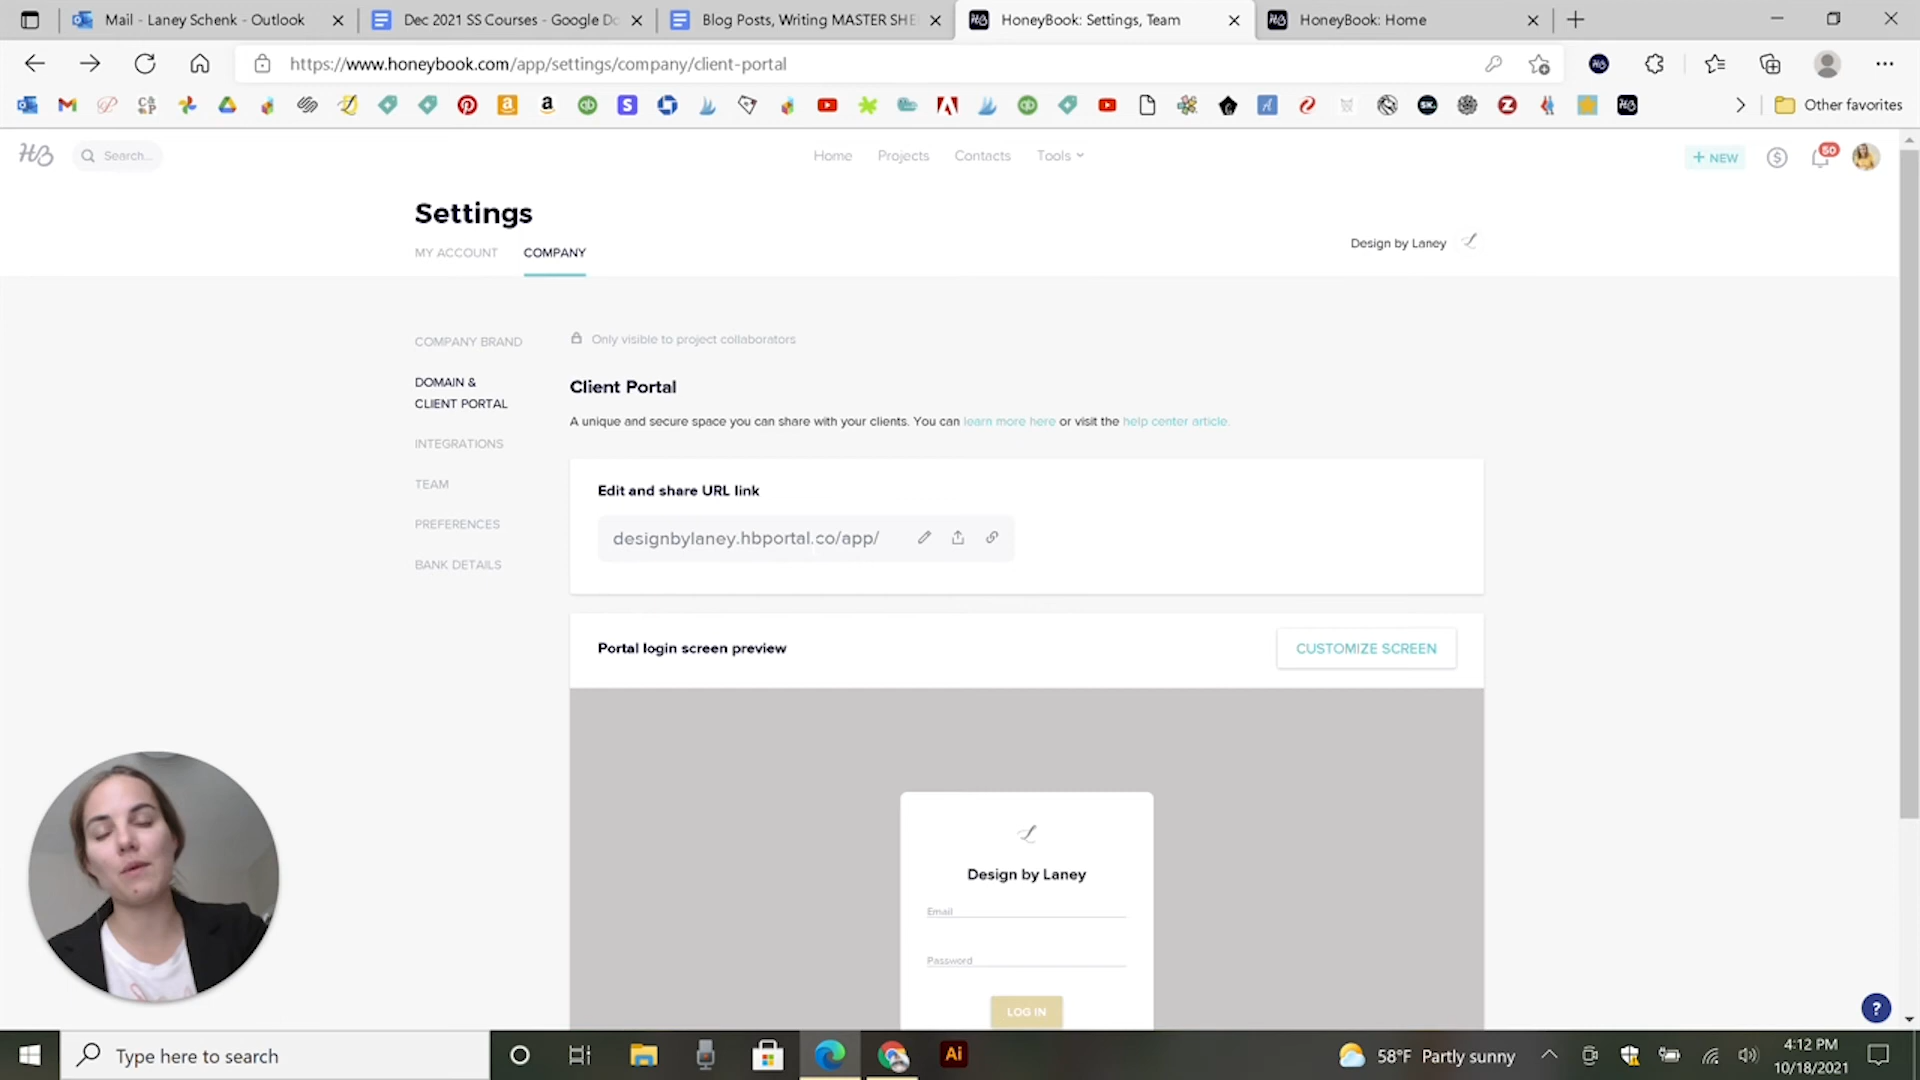 Mail - Laney Schenk - Outlook
Dec 2021 SS Courses - Google Do
Blog Posts, Writing MASTER SHE
HoneyBook: Settings, Team
HoneyBook: Home
https://www.honeybook.com/app/settings/company/client-portal
Other favorites
HB
Search...
Home
Projects
Contacts
Tools
+ NEW
50
Settings
MY ACCOUNT
COMPANY
Design by Laney
COMPANY BRAND
DOMAIN &
CLIENT PORTAL
INTEGRATIONS
TEAM
PREFERENCES
BANK DETAILS
Only visible to project collaborators
Client Portal
A unique and secure space you can share with your clients. You can learn more here or visit the help center article.
Edit and share URL link
designbylaney.hbportal.co/app/
Portal login screen preview
CUSTOMIZE SCREEN
Design by Laney
Email
Password
LOG IN
?
Type here to search
Ai
58°F Partly sunny
4:12 PM
10/18/2021